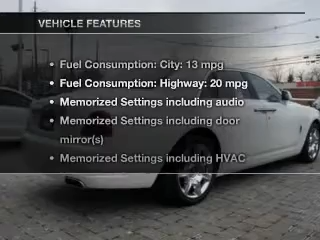 VEHICLE FEATURES
• Fuel Consumption: City: 13 mpg
• Fuel Consumption: Highway: 20 mpg
• Memorized Settings including audio
• Memorized Settings including door
mirror(s)
• Memorized Settings including HVAC